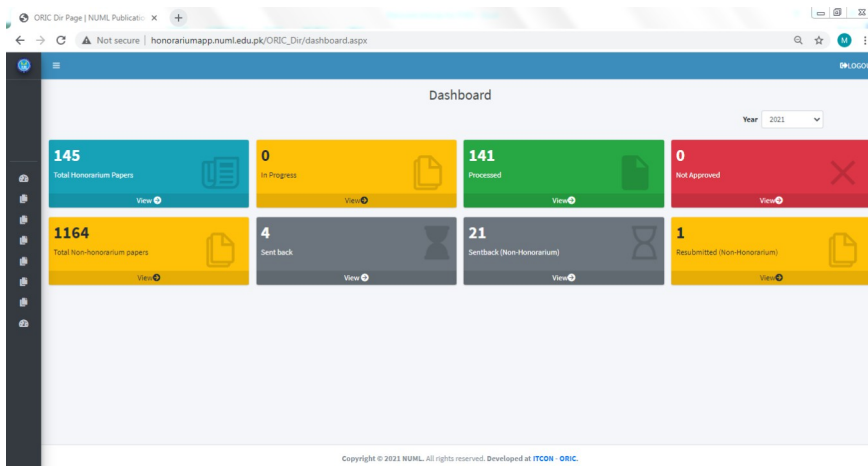 ORIC Dir Page | NUML Publicatio
Not secure | honorariumapp.numl.edu.pk/ORIC_Dir/dashboard.aspx
M
LOGOU
Dashboard
Year 2021
145
Total Honorarium Papers
View
0
In Progress
View
141
Processed
View
0
Not Approved
View
1164
Total Non-honorarium papers
View
4
Sent back
View
21
Sentback (Non-Honorarium)
View
1
Resubmitted (Non-Honorarium)
View
Copyright © 2021 NUML. All rights reserved. Developed at ITCON - ORIC.